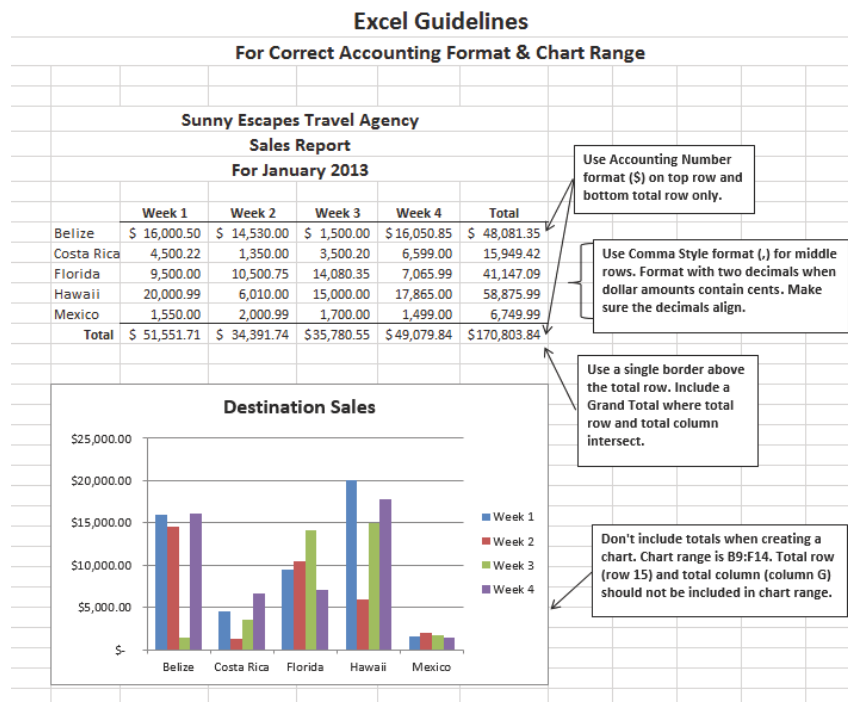 Excel Guidelines
For Correct Accounting Format & Chart Range
Sunny Escapes Travel Agency
Sales Report
For January 2013
Week 1 Week 2 Week 3 Week 4 Total
Belize $ 16,000.50 $ 14,530.00 $ 1,500.00 $16,050.85 $ 48,081.35
Costa Rica 4,500.22 1,350.00 3,500.20 6,599.00 15,949.42
Florida 9,500.00 10,500.75 14,080.35 7,065.99 41,147.09
Hawaii 20,000.99 6,010.00 15,000.00 17,865.00 58,875.99
Mexico 1,550.00 2,000.99 1,700.00 1,499.00 6,749.99
Total $ 51,551.71 $ 34,391.74 $35,780.55 $49,079.84 $170,803.84
Use Accounting Number
format ($) on top row and
bottom total row only.
Use Comma Style format (,) for middle
rows. Format with two decimals when
dollar amounts contain cents. Make
sure the decimals align.
Use a single border above
the total row. Include a
Grand Total where total
row and total column
intersect.
Destination Sales
$25,000.00
$20,000.00
$15,000.00
$10,000.00
$5,000.00
$-
Belize Costa Rica Florida Hawaii Mexico
Week 1
Week 2
Week 3
Week 4
Don't include totals when creating a
chart. Chart range is B9:F14. Total row
(row 15) and total column (column G)
should not be included in chart range.